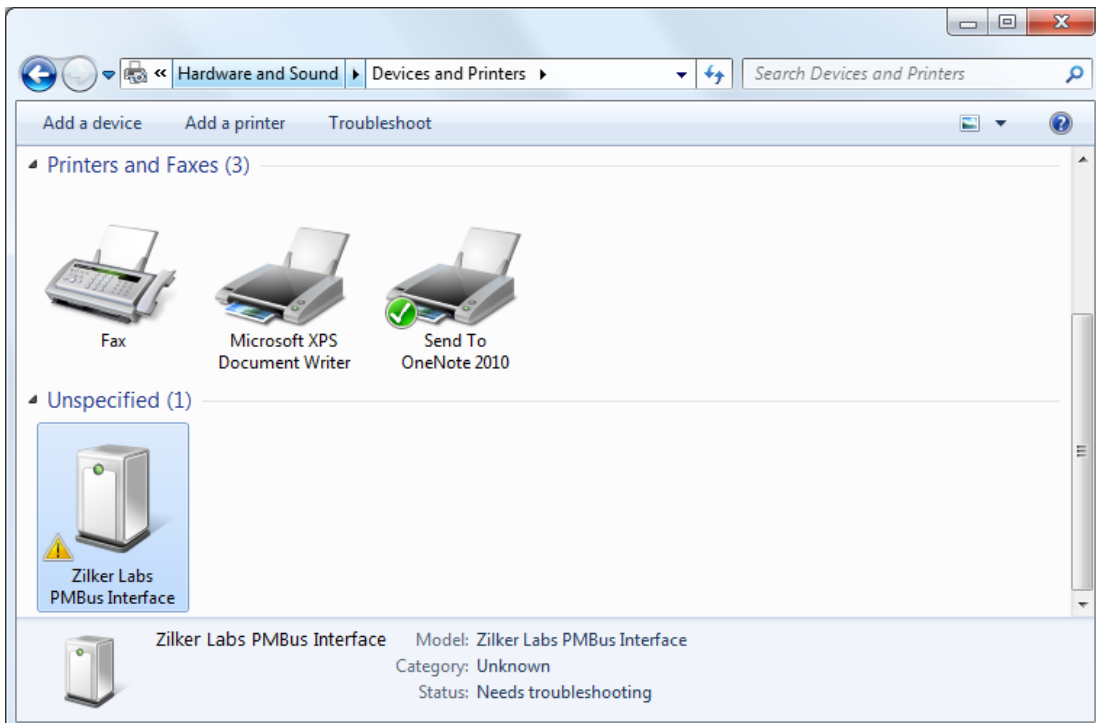 « Hardware and Sound ▸ Devices and Printers ▸ Search Devices and Printers
Add a device Add a printer Troubleshoot
Printers and Faxes (3)
Fax
Microsoft XPS
Document Writer
Send To
OneNote 2010
Unspecified (1)
Zilker Labs
PMBus Interface
Zilker Labs PMBus Interface Model: Zilker Labs PMBus Interface
Category: Unknown
Status: Needs troubleshooting